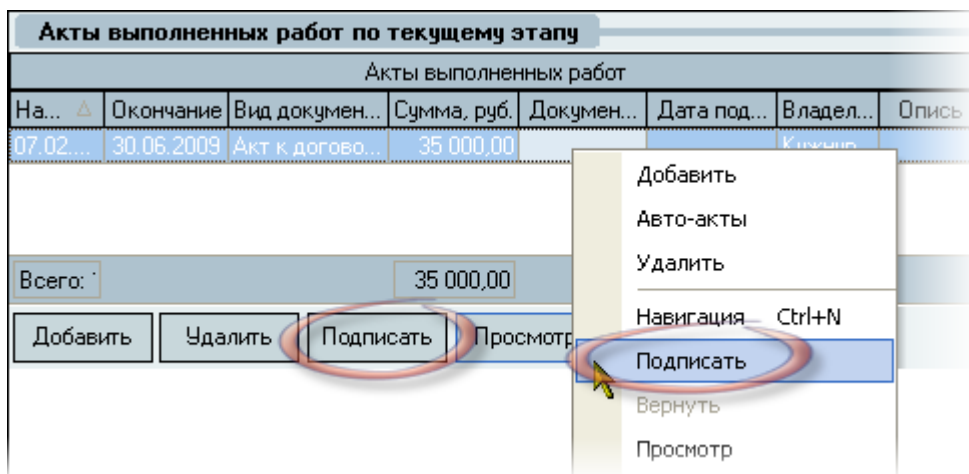 Акты выполненных работ по текущему этапу
Акты выполненных работ
На... Окончание Вид докумен... Сумма, руб. Докумен... Дата под... Владел... Опись
07.02.... 30.06.2009 Акт к догово... 35 000,00
Добавить
Авто-акты
Удалить
Всего: 35 000,00
Навигация Ctrl+N
Добавить Удалить Подписать Просмотр
Подписать
Вернуть
Просмотр